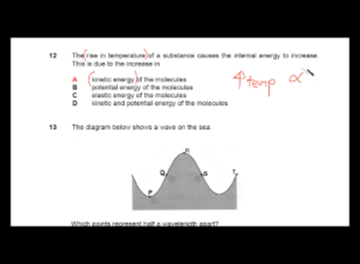 12 The rise in temperature of a substance causes the internal energy to increase.
This is due to the increase in
A kinetic energy of the molecules
B potential energy of the molecules
C elastic energy of the molecules
D kinetic and potential energy of the molecules
↑ temp ∝
13 The diagram below shows a wave on the sea.
R
Q S T
P
Which points represent half a wavelength apart?